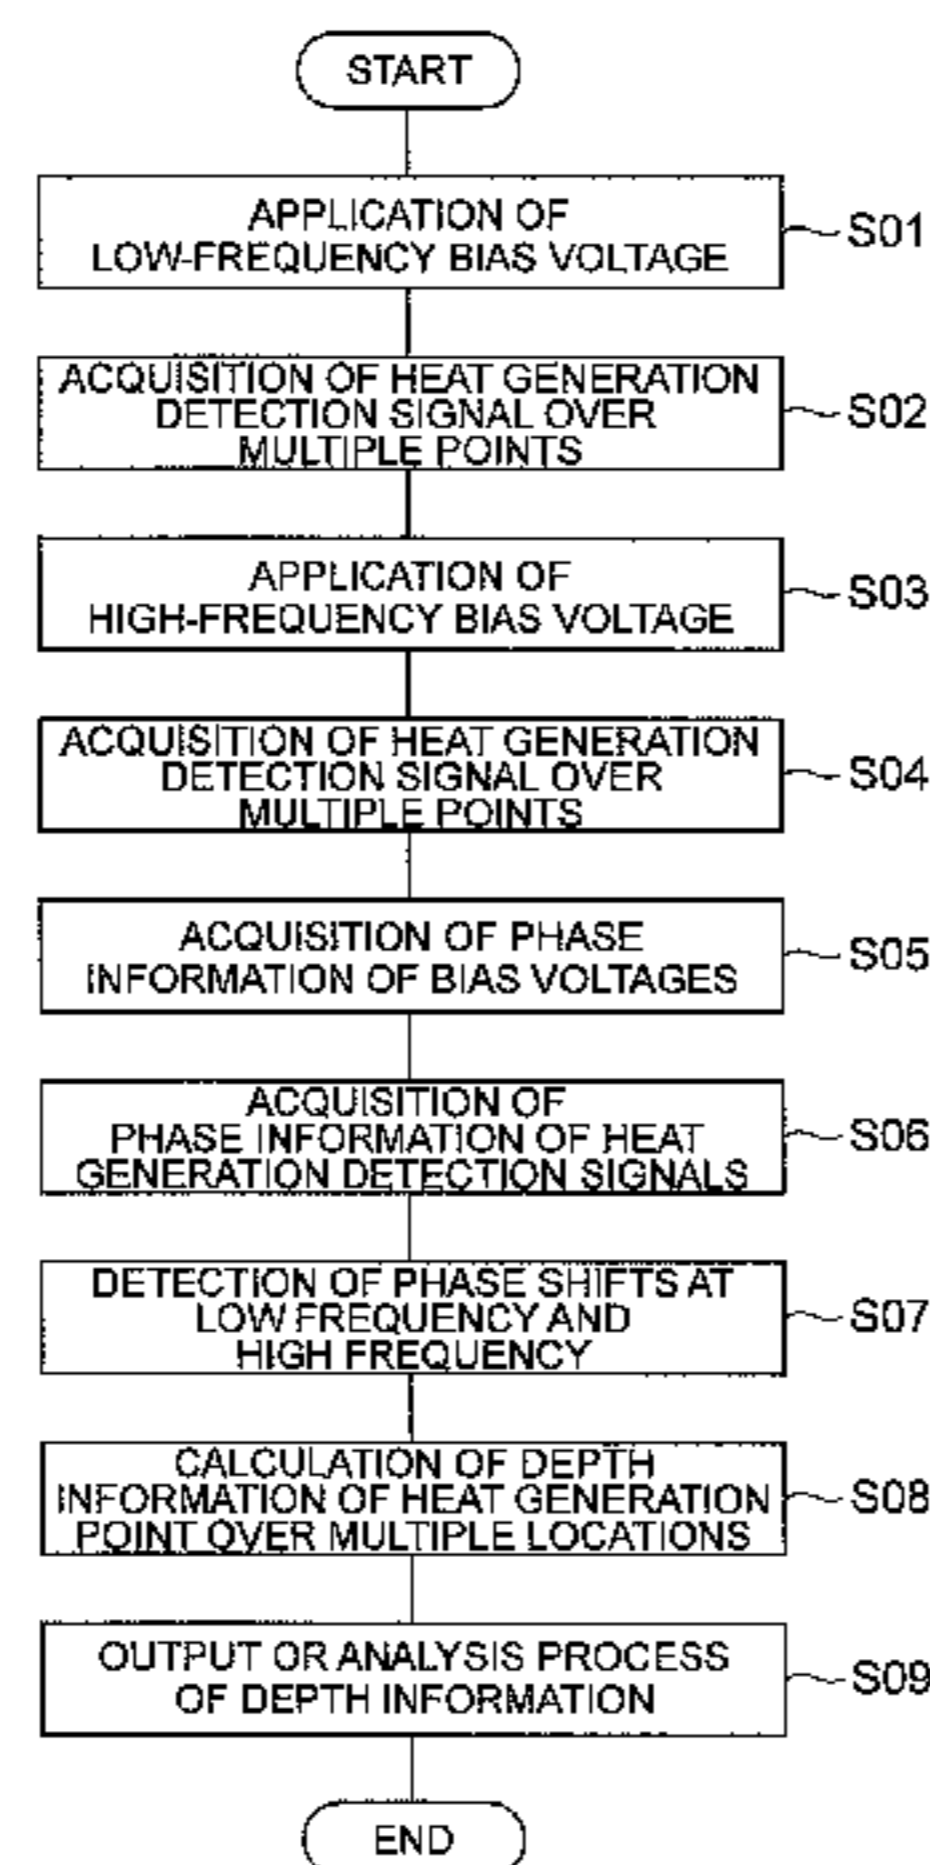 START
APPLICATION OF
LOW-FREQUENCY BIAS VOLTAGE
S01
ACQUISITION OF HEAT GENERATION
DETECTION SIGNAL OVER
MULTIPLE POINTS
S02
APPLICATION OF
HIGH-FREQUENCY BIAS VOLTAGE
S03
ACQUISITION OF HEAT GENERATION
DETECTION SIGNAL OVER
MULTIPLE POINTS
S04
ACQUISITION OF PHASE
INFORMATION OF BIAS VOLTAGES
S05
ACQUISITION OF
PHASE INFORMATION OF HEAT
GENERATION DETECTION SIGNALS
S06
DETECTION OF PHASE SHIFTS AT
LOW FREQUENCY AND
HIGH FREQUENCY
S07
CALCULATION OF DEPTH
INFORMATION OF HEAT GENERATION
POINT OVER MULTIPLE LOCATIONS
S08
OUTPUT OR ANALYSIS PROCESS
OF DEPTH INFORMATION
S09
END